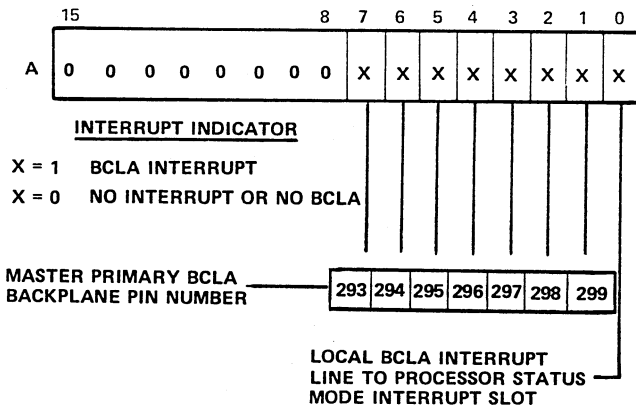 15 8 7 6 5 4 3 2 1 0
A 0 0 0 0 0 0 0 0 X X X X X X X X
INTERRUPT INDICATOR
X = 1 BCLA INTERRUPT
X = 0 NO INTERRUPT OR NO BCLA
MASTER PRIMARY BCLA
BACKPLANE PIN NUMBER
293 294 295 296 297 298 299
LOCAL BCLA INTERRUPT
LINE TO PROCESSOR STATUS
MODE INTERRUPT SLOT